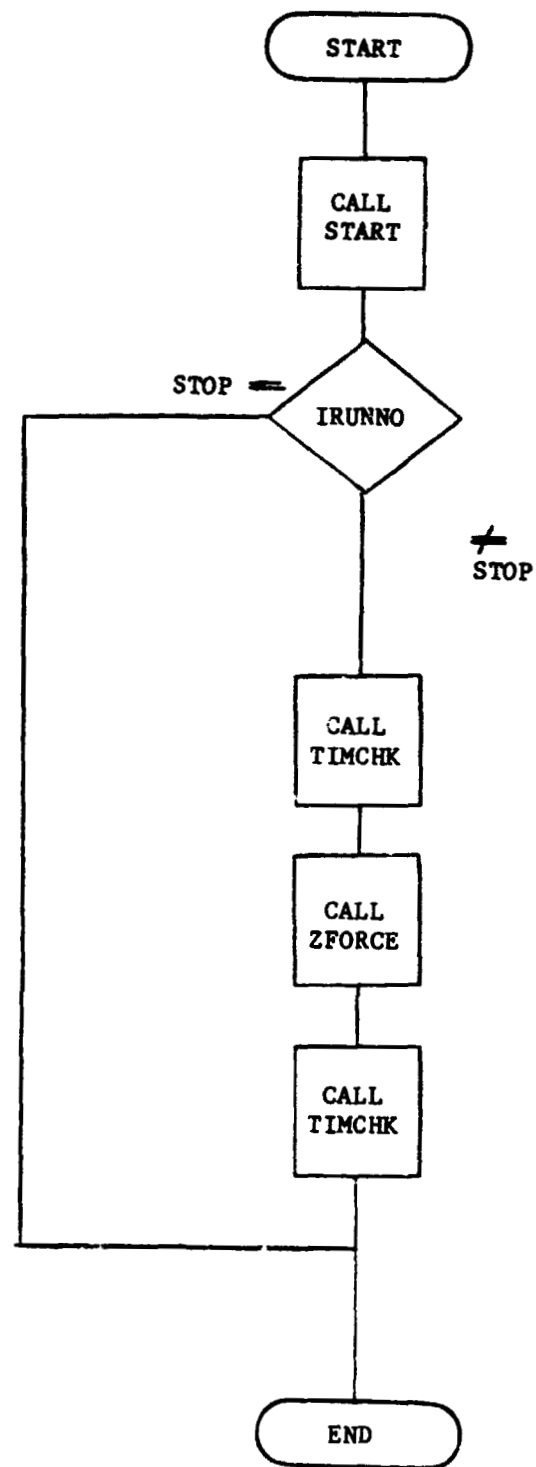 START
CALL
START
STOP =
IRUNNO
≠
STOP
CALL
TIMCHK
CALL
ZFORCE
CALL
TIMCHK
END